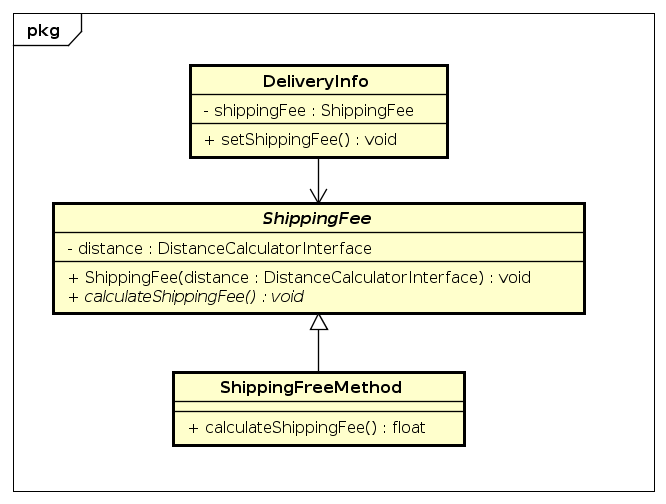 pkg
DeliveryInfo
- shippingFee : ShippingFee
+ setShippingFee() : void
ShippingFee
- distance : DistanceCalculatorInterface
+ ShippingFee(distance : DistanceCalculatorInterface) : void
+ calculateShippingFee() : void
ShippingFreeMethod
+ calculateShippingFee() : float